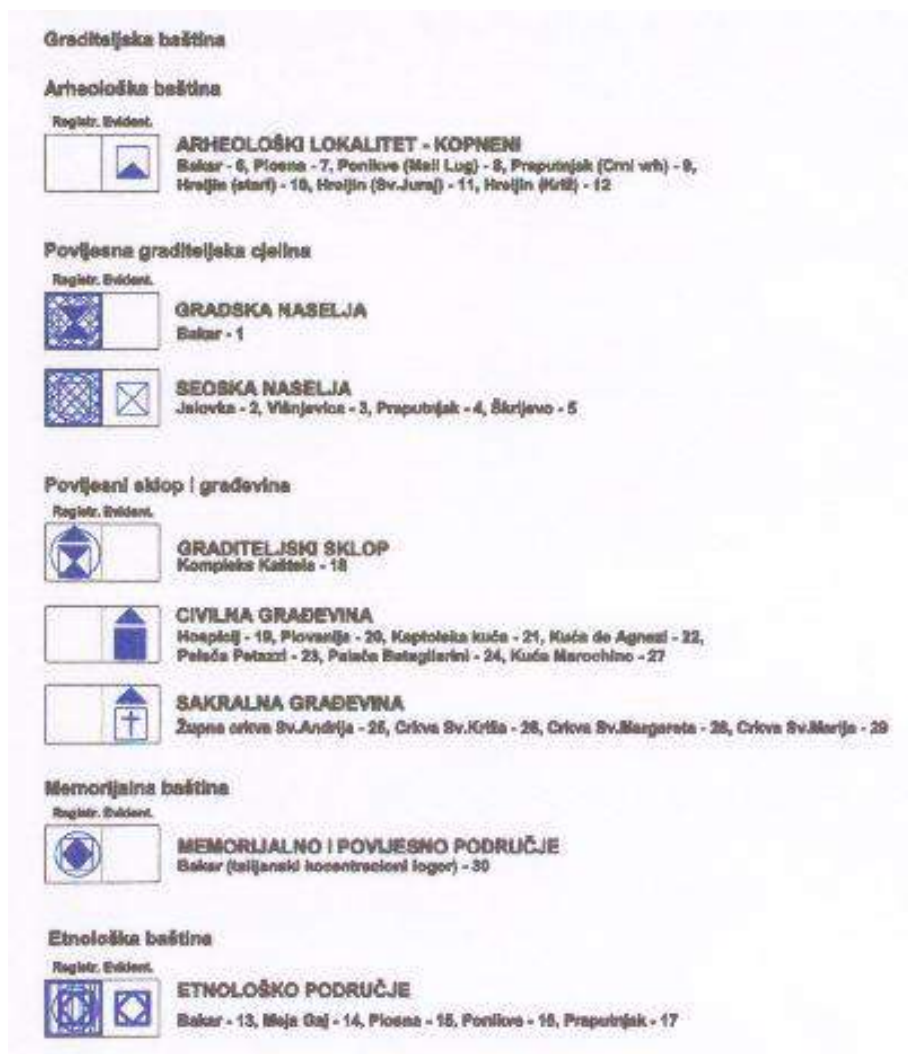 Graditeljska baština
Arheološka baština
Registr. Evident.
ARHEOLOŠKI LOKALITET - KOPNENI
Bakar - 6, Plosna - 7, Ponikve (Mali Lug) - 8, Praputnjak (Crni vrh) - 9,
Hreljin (stari) - 10, Hreljin (Sv.Juraj) - 11, Hreljin (Križ) - 12
Povijesna graditeljska cjelina
Registr. Evident.
GRADSKA NASELJA
Bakar - 1
SEOSKA NASELJA
- 2, - 3, Praputnjak - 4, Škrljevo - 5
Povijesni sklop i građevina
Registr. Evident.
GRADITELJSKI SKLOP
Kompleks Kaštela - 18
CIVILNA GRAĐEVINA
Hospicij - 19, Plovanija - 20, kuća - 21, Kuća de Agnezi - 22,
Palača Petazzi - 23, Palača Battagliarini - 24, Kuća Marochino - 27
SAKRALNA GRAĐEVINA
Župna crkva Sv.Andrija - 25, Crkva Sv.Križa - 26, Crkva Sv.Margareta - 28, Crkva Sv.Marija - 29
Memorijalna baština
Registr. Evident.
MEMORIJALNO I POVIJESNO PODRUČJE
Bakar (talijanski kocentracioni logor) - 30
Etnološka baština
Registr. Evident.
ETNOLOŠKO PODRUČJE
Bakar - 13, Meja Gaj - 14, Plosna - 15, Ponikve - 16, Praputnjak - 17